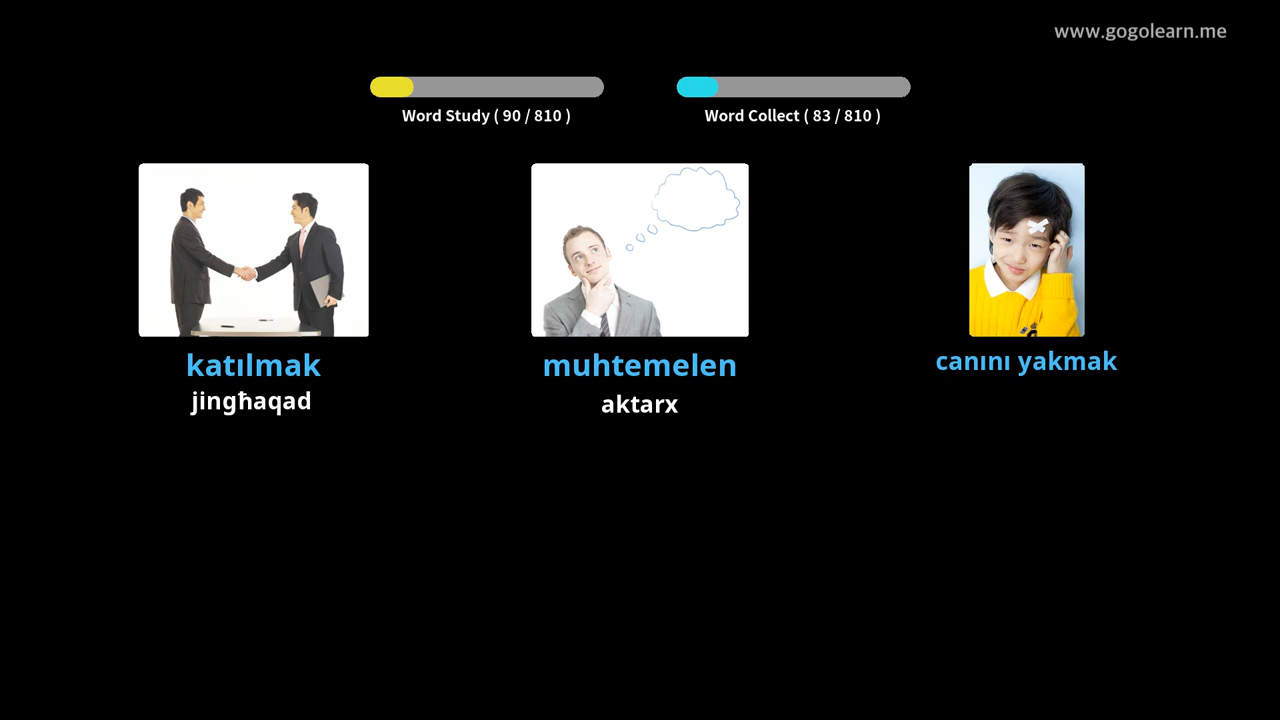 www.gogolearn.me
Word Study ( 90 / 810 )
Word Collect ( 83 / 810 )
katılmak
jingħaqad
muhtemelen
aktarx
canını yakmak